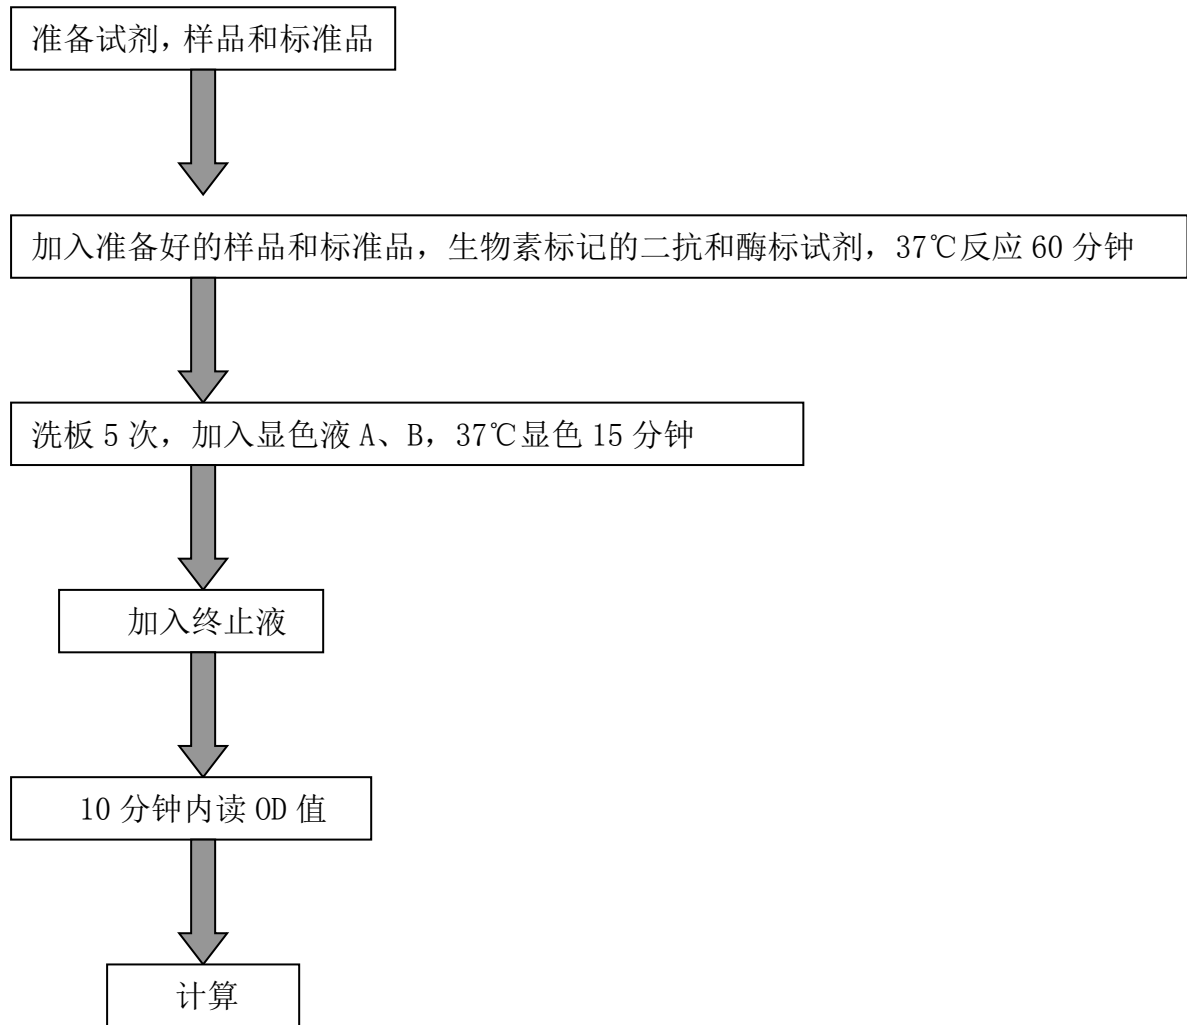 准备试剂，样品和标准品
加入准备好的样品和标准品，生物素标记的二抗和酶标试剂，37℃反应 60 分钟
洗板 5 次，加入显色液 A、B，37℃显色 15 分钟
加入终止液
10 分钟内读 OD 值
计算